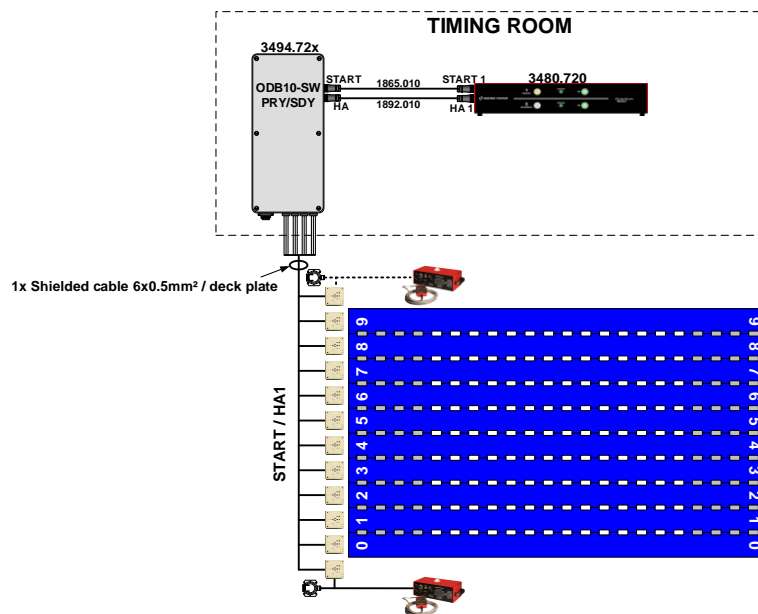 TIMING ROOM
3494.72x
ODB10-SW
PRY/SDY
START
HA
1865.010
1892.010
START 1
HA 1
3480.720
1x Shielded cable 6x0.5mm² / deck plate
START / HA1
9 9
8 8
7 7
6 6
5 5
4 4
3 3
2 2
1 1
0 0